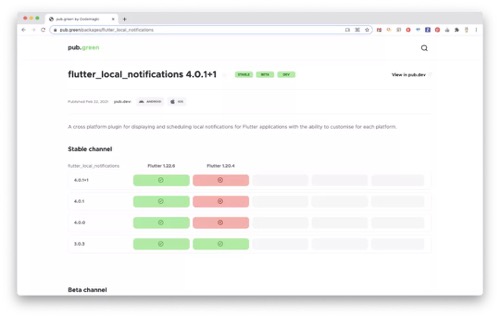 pub.green by Codemagic
pub.green/packages/flutter_local_notifications
pub.green
flutter_local_notifications 4.0.1+1
STABLE
BETA
DEV
View in pub.dev
Published Feb 22, 2021
pub.dev
ANDROID
IOS
A cross platform plugin for displaying and scheduling local notifications for Flutter applications with the ability to customise for each platform.
Stable channel
flutter_local_notifications Flutter 1.22.6 Flutter 1.20.4
4.0.1+1
4.0.1
4.0.0
3.0.3
Beta channel